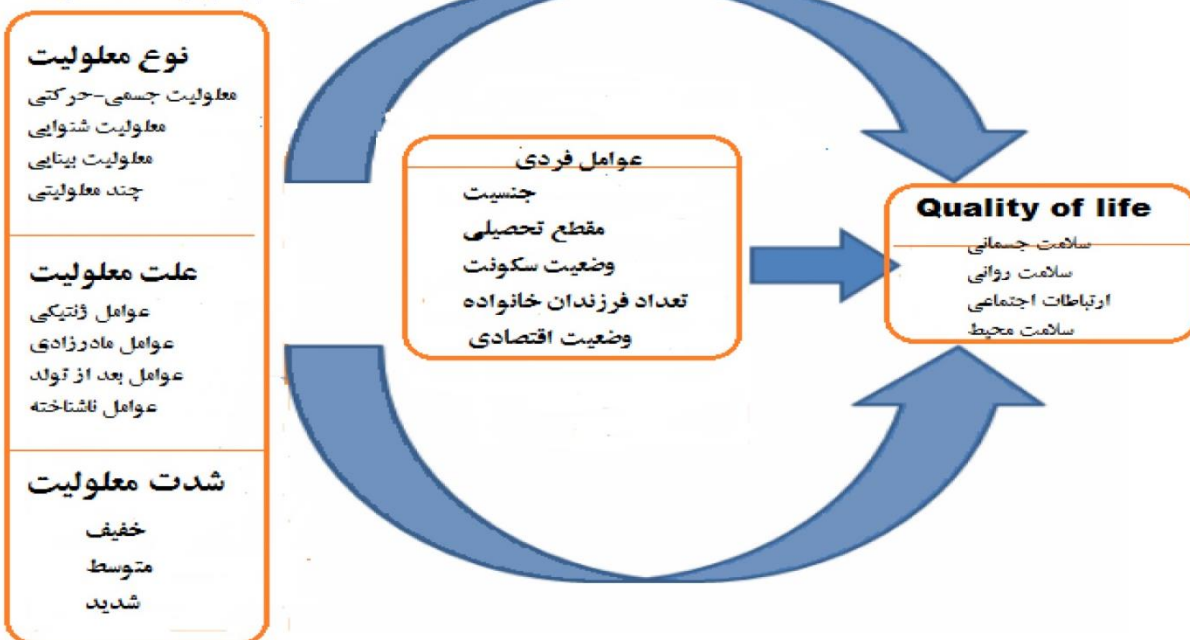 نوع معلولیت
معلولیت جسمی-حرکتی
معلولیت شنوایی
معلولیت بینایی
چند معلولیتی
علت معلولیت
عوامل ژنتیکی
عوامل مادرزادی
عوامل بعد از تولد
عوامل ناشناخته
شدت معلولیت
خفیف
متوسط
شدید
عوامل فردی
جنسیت
مقطع تحصیلی
وضعیت سکونت
تعداد فرزندان خانواده
وضعیت اقتصادی
Quality of life
سلامت جسمانی
سلامت روانی
ارتباطات اجتماعی
سلامت محیط